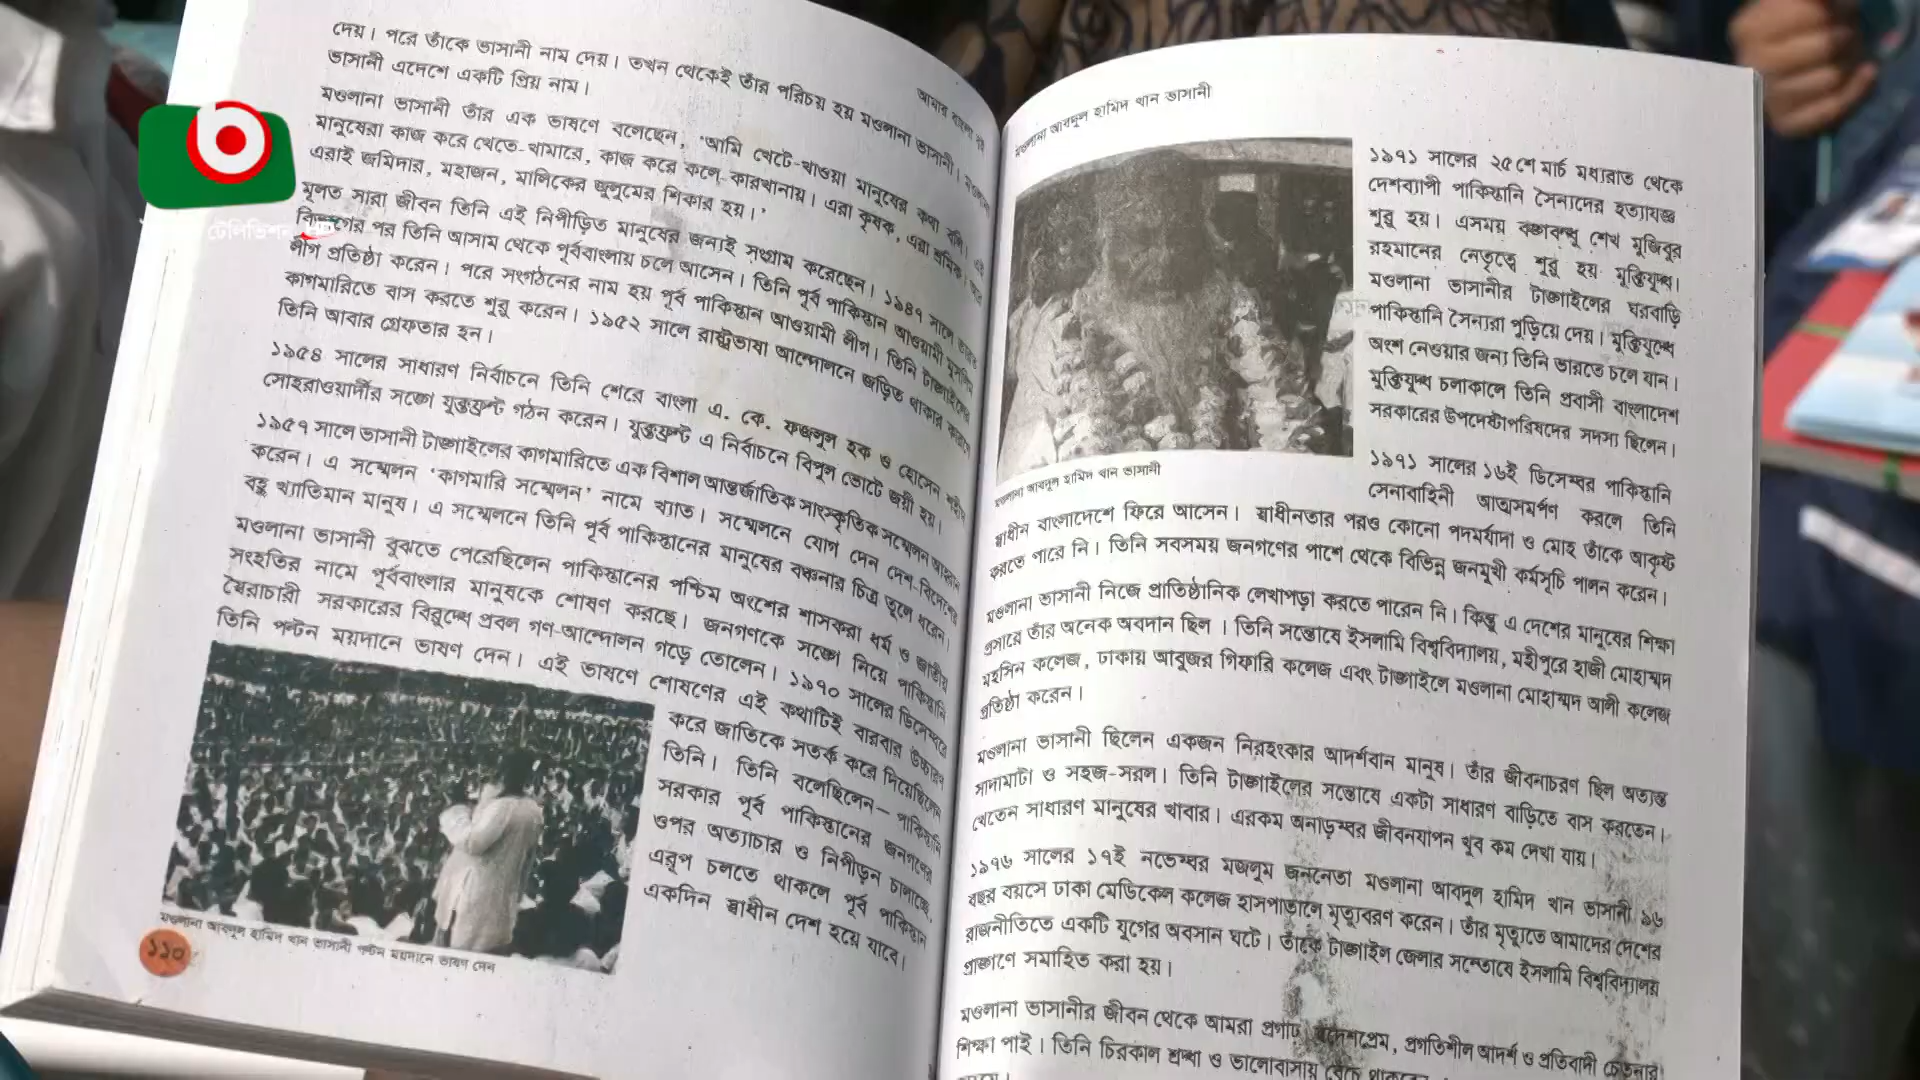 আমার বাংলা বই
দেয়। পরে তাঁকে ভাসানী নাম দেয়। তখন থেকেই তাঁর পরিচয় হয় মওলানা ভাসানী। মওলানা
ভাসানী এদেশে একটি প্রিয় নাম।
মওলানা ভাসানী তাঁর এক ভাষণে বলেছেন, 'আমি খেটে-খাওয়া মানুষের কথা বলি। এই
মানুষেরা কাজ করে খেতে-খামারে, কাজ করে কলে-কারখানায়। এরা কৃষক, এরা শ্রমিক।
এরাই জমিদার, মহাজন, মালিকের জুলুমের শিকার হয়।'
মূলত সারা জীবন তিনি এই নিপীড়িত মানুষের জন্যই সংগ্রাম করেছেন। ১৯৪৭ সালে ভারত
বিভাগের পর তিনি আসাম থেকে পূর্ববাংলায় চলে আসেন। তিনি পূর্ব পাকিস্তান আওয়ামী মুসলিম
লীগ প্রতিষ্ঠা করেন। পরে সংগঠনের নাম হয় পূর্ব পাকিস্তান আওয়ামী লীগ। তিনি টাঙ্গাইলের
কাগমারিতে বাস করতে শুরু করেন। ১৯৫২ সালে রাষ্ট্রভাষা আন্দোলনে জড়িত থাকার কারণে
তিনি আবার গ্রেফতার হন।
১৯৫৪ সালের সাধারণ নির্বাচনে তিনি শেরে বাংলা এ. কে. ফজলুল হক ও হোসেন শহীদ
সোহরাওয়ার্দীর সঙ্গে যুক্তফ্রন্ট গঠন করেন। যুক্তফ্রন্ট এ নির্বাচনে বিপুল ভোটে জয়ী হয়।
১৯৫৭ সালে ভাসানী টাঙ্গাইলের কাগমারিতে এক বিশাল আন্তর্জাতিক সাংস্কৃতিক সম্মেলন আহ্বান
করেন। এ সম্মেলন 'কাগমারি সম্মেলন' নামে খ্যাত। সম্মেলনে যোগ দেন দেশ-বিদেশের
বহু খ্যাতিমান মানুষ। এ সম্মেলনে তিনি পূর্ব পাকিস্তানের মানুষের বঞ্চনার চিত্র তুলে ধরেন।
মওলানা ভাসানী বুঝতে পেরেছিলেন পাকিস্তানের পশ্চিম অংশের শাসকরা ধর্ম ও জাতীয়
সংহতির নামে পূর্ববাংলার মানুষকে শোষণ করছে। জনগণকে সঙ্গে নিয়ে পাকিস্তানি
স্বৈরাচারী সরকারের বিরুদ্ধে প্রবল গণ-আন্দোলন গড়ে তোলেন। ১৯৭০ সালের ডিসেম্বরে
তিনি পল্টন ময়দানে ভাষণ দেন। এই ভাষণে শোষণের এই কথাটিই বারবার উচ্চারণ
করে জাতিকে সতর্ক করে দিয়েছিলেন
তিনি। তিনি বলেছিলেন— পাকিস্তানি
সরকার পূর্ব পাকিস্তানের জনগণের
ওপর অত্যাচার ও নিপীড়ন চালাচ্ছে,
এরূপ চলতে থাকলে পূর্ব পাকিস্তান
একদিন স্বাধীন দেশ হয়ে যাবে।
মওলানা আবদুল হামিদ খান ভাসানী পল্টন ময়দানে ভাষণ দেন
১১০
মওলানা আবদুল হামিদ খান ভাসানী
১৯৭১ সালের ২৫শে মার্চ মধ্যরাত থেকে
দেশব্যাপী পাকিস্তানি সৈন্যদের হত্যাযজ্ঞ
শুরু হয়। এসময় বঙ্গবন্ধু শেখ মুজিবুর
রহমানের নেতৃত্বে শুরু হয় মুক্তিযুদ্ধ।
মওলানা ভাসানীর টাঙ্গাইলের ঘরবাড়ি
পাকিস্তানি সৈন্যরা পুড়িয়ে দেয়। মুক্তিযুদ্ধে
অংশ নেওয়ার জন্য তিনি ভারতে চলে যান।
মুক্তিযুদ্ধ চলাকালে তিনি প্রবাসী বাংলাদেশ
সরকারের উপদেষ্টাপরিষদের সদস্য ছিলেন।
মওলানা আবদুল হামিদ খান ভাসানী
১৯৭১ সালের ১৬ই ডিসেম্বর পাকিস্তানি
সেনাবাহিনী আত্মসমর্পণ করলে তিনি
স্বাধীন বাংলাদেশে ফিরে আসেন। স্বাধীনতার পরও কোনো পদমর্যাদা ও মোহ তাঁকে আকৃষ্ট
করতে পারে নি। তিনি সবসময় জনগণের পাশে থেকে বিভিন্ন জনমুখী কর্মসূচি পালন করেন।
মওলানা ভাসানী নিজে প্রাতিষ্ঠানিক লেখাপড়া করতে পারেন নি। কিন্তু এ দেশের মানুষের শিক্ষা
প্রসারে তাঁর অনেক অবদান ছিল । তিনি সন্তোষে ইসলামি বিশ্ববিদ্যালয়, মহীপুরে হাজী মোহাম্মদ
মহসিন কলেজ, ঢাকায় আবুজর গিফারি কলেজ এবং টাঙ্গাইলে মওলানা মোহাম্মদ আলী কলেজ
প্রতিষ্ঠা করেন।
মওলানা ভাসানী ছিলেন একজন নিরহংকার আদর্শবান মানুষ। তাঁর জীবনাচরণ ছিল অত্যন্ত
সাদামাটা ও সহজ-সরল। তিনি টাঙ্গাইলের সন্তোষে একটা সাধারণ বাড়িতে বাস করতেন।
খেতেন সাধারণ মানুষের খাবার। এরকম অনাড়ম্বর জীবনযাপন খুব কম দেখা যায়।
১৯৭৬ সালের ১৭ই নভেম্বর মজলুম জননেতা মওলানা আবদুল হামিদ খান ভাসানী ৯৬
বছর বয়সে ঢাকা মেডিকেল কলেজ হাসপাতালে মৃত্যুবরণ করেন। তাঁর মৃত্যুতে আমাদের দেশের
রাজনীতিতে একটি যুগের অবসান ঘটে। তাঁকে টাঙ্গাইল জেলার সন্তোষে ইসলামি বিশ্ববিদ্যালয়
প্রাঙ্গণে সমাহিত করা হয়।
মওলানা ভাসানীর জীবন থেকে আমরা প্রগাঢ় দেশপ্রেম, প্রগতিশীল আদর্শ ও প্রতিবাদী চেতনার
শিক্ষা পাই। তিনি চিরকাল শ্রদ্ধা ও ভালোবাসায় বেঁচে
টেলিভিশন HD